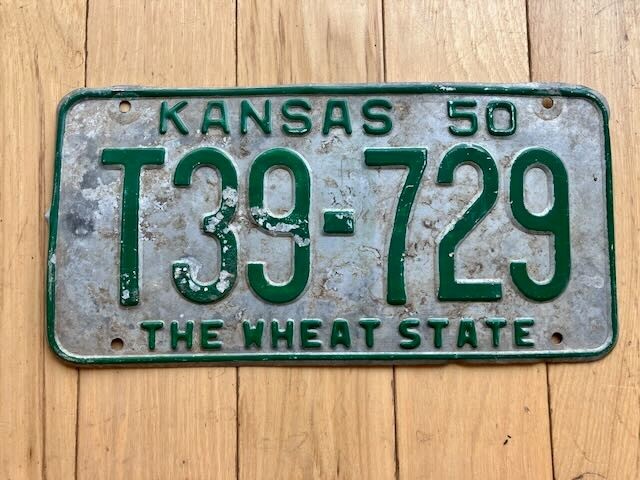 KANSAS 50
T39-729
THE WHEAT STATE